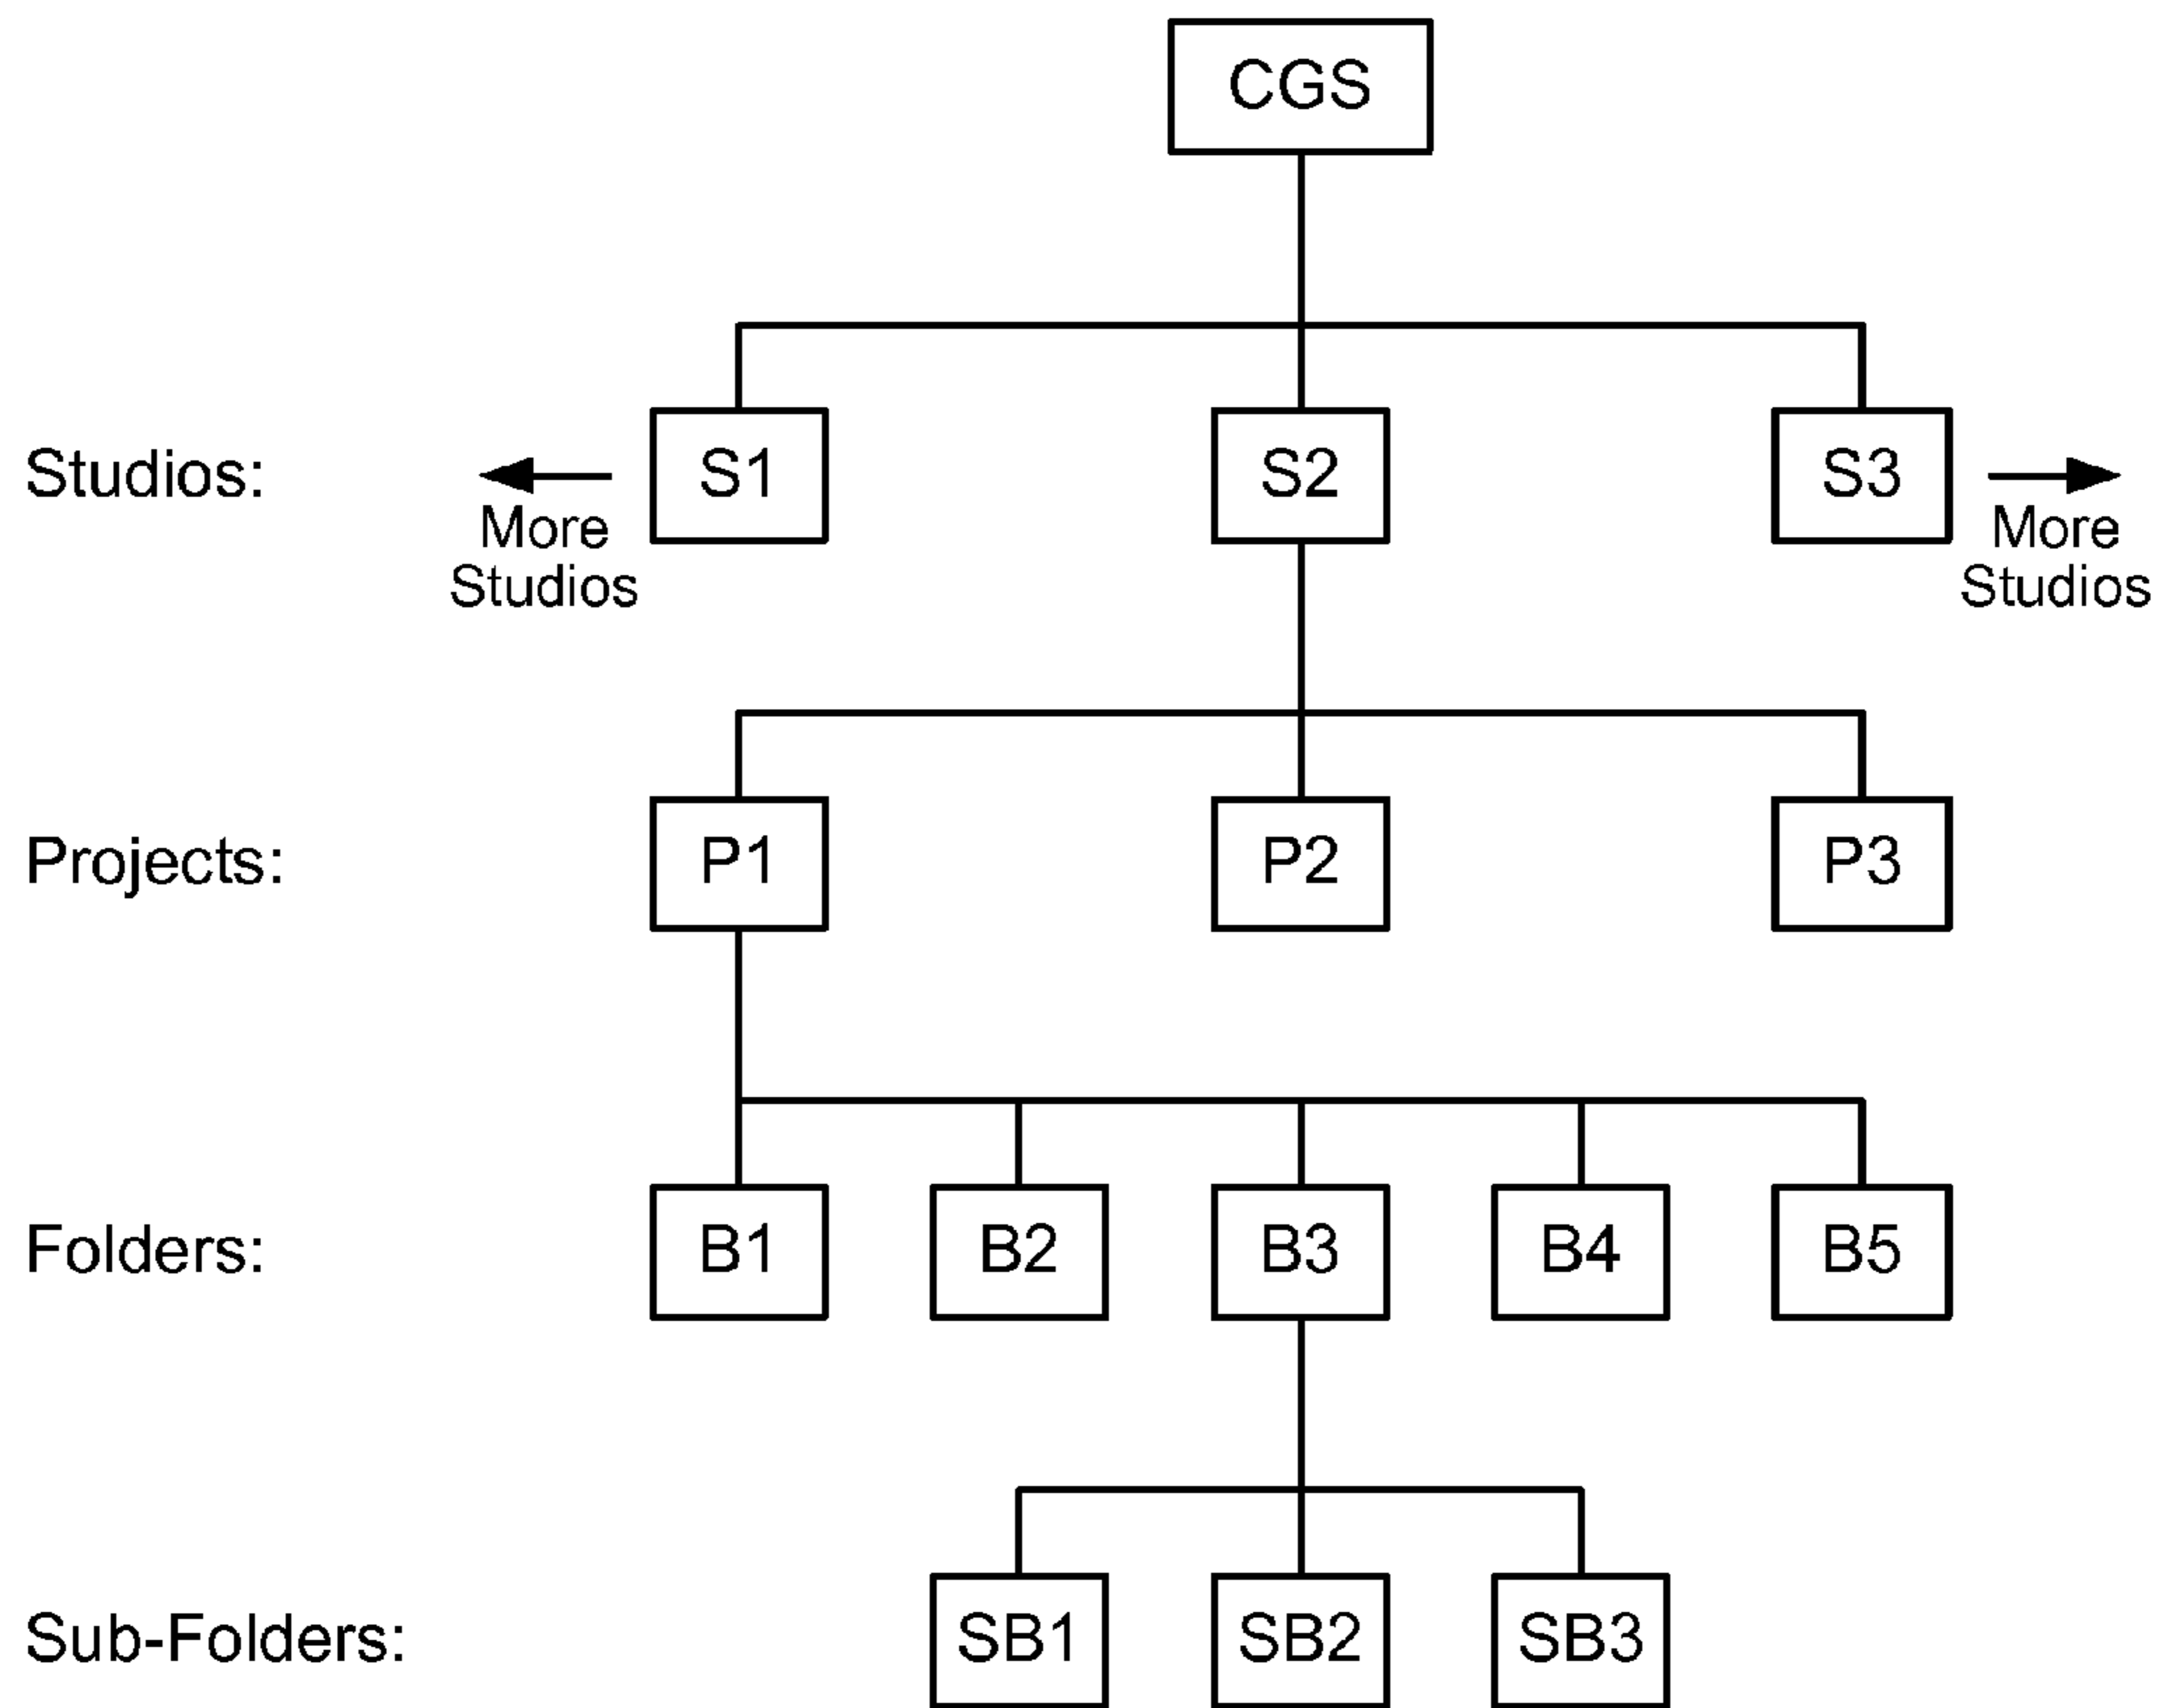 CGS
Studios:
S1
S2
S3
More
Studios
More
Studios
Projects:
P1
P2
P3
Folders:
B1
B2
B3
B4
B5
Sub-Folders:
SB1
SB2
SB3